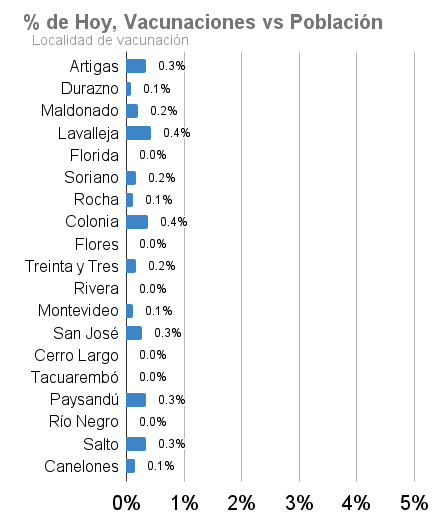 % de Hoy, Vacunaciones vs Población
Localidad de vacunación
Artigas 0.3%
Durazno 0.1%
Maldonado 0.2%
Lavalleja 0.4%
Florida 0.0%
Soriano 0.2%
Rocha 0.1%
Colonia 0.4%
Flores 0.0%
Treinta y Tres 0.2%
Rivera 0.0%
Montevideo 0.1%
San José 0.3%
Cerro Largo 0.0%
Tacuarembó 0.0%
Paysandú 0.3%
Río Negro 0.0%
Salto 0.3%
Canelones 0.1%
0% 1% 2% 3% 4% 5%